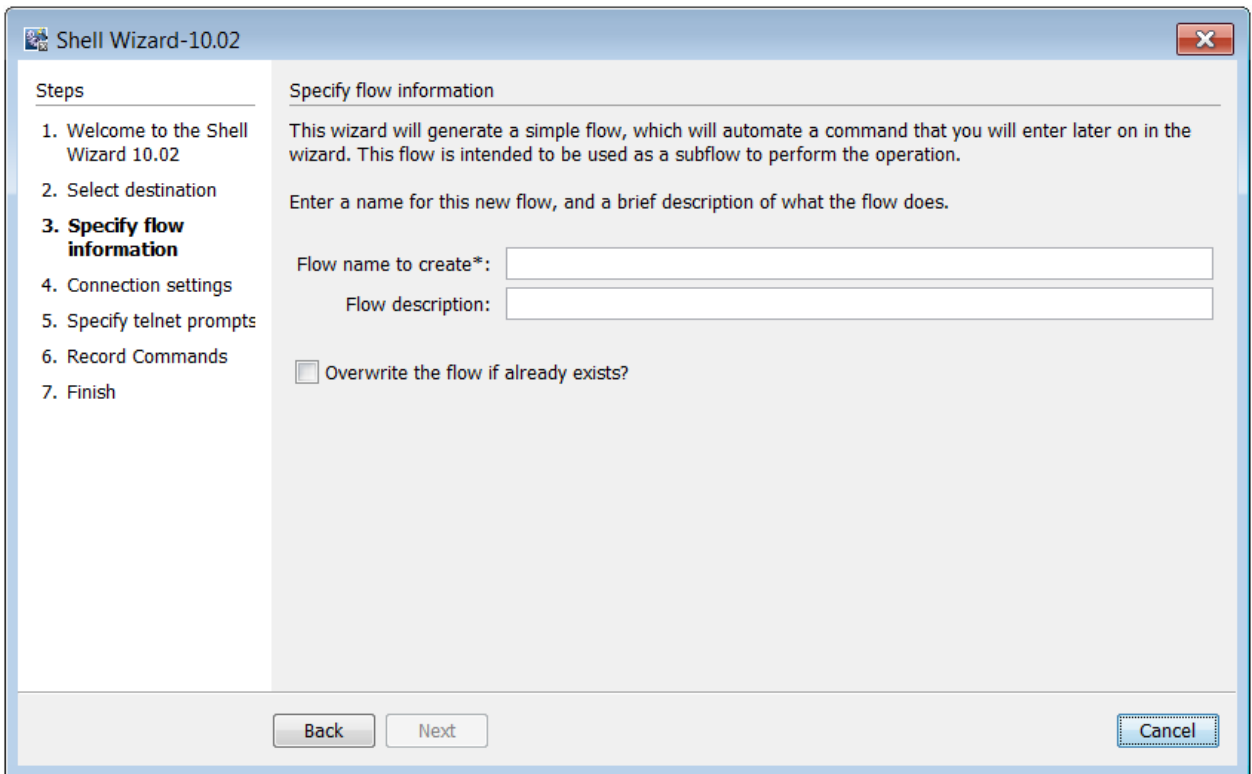 Shell Wizard-10.02
Steps
1. Welcome to the Shell
Wizard 10.02
2. Select destination
3. Specify flow
information
4. Connection settings
5. Specify telnet prompts
6. Record Commands
7. Finish
Specify flow information
This wizard will generate a simple flow, which will automate a command that you will enter later on in the
wizard. This flow is intended to be used as a subflow to perform the operation.
Enter a name for this new flow, and a brief description of what the flow does.
Flow name to create*:
Flow description:
Overwrite the flow if already exists?
Back
Next
Cancel